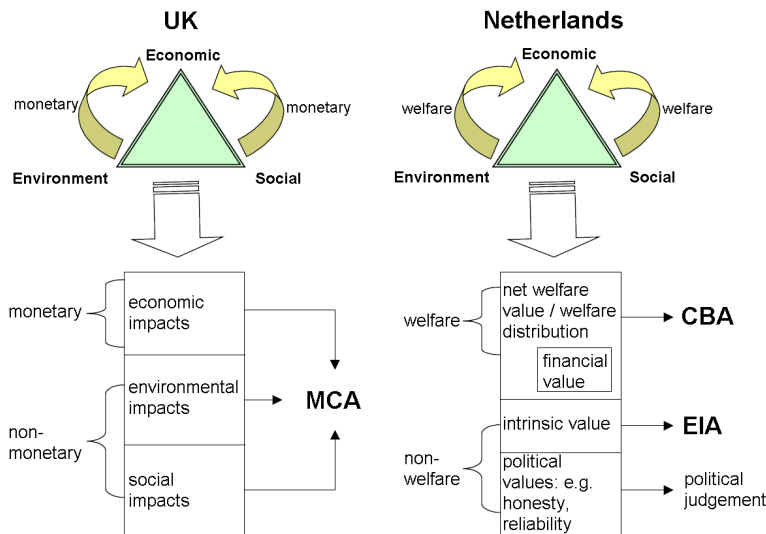 UK
Economic
monetary
monetary
Environment
Social
monetary
economic
impacts
non-
monetary
environmental
impacts
social
impacts
MCA
Netherlands
Economic
welfare
welfare
Environment
Social
welfare
net welfare
value / welfare
distribution
financial
value
CBA
non-
welfare
intrinsic value
EIA
political
values: e.g.
honesty,
reliability
political
judgement